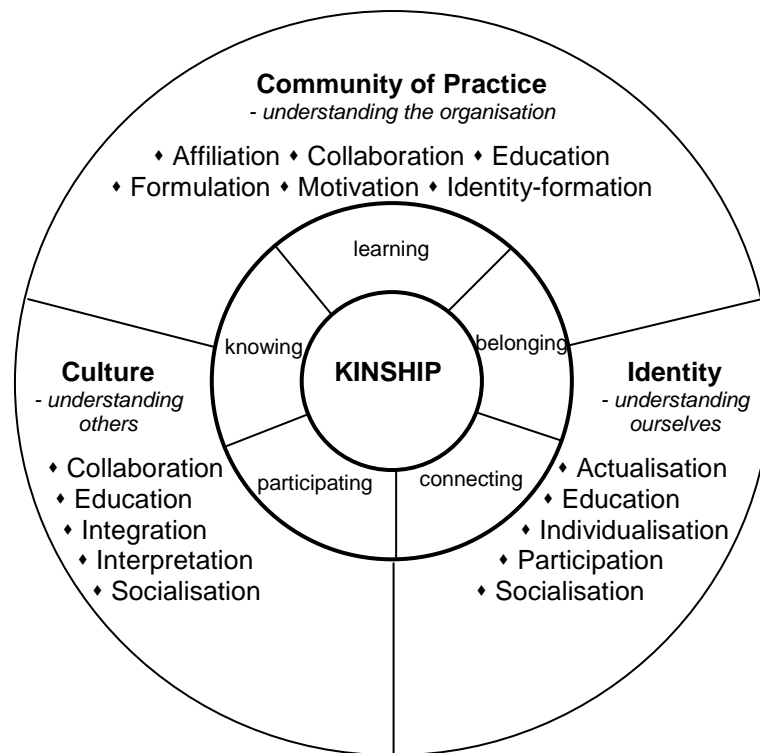 Community of Practice
- understanding the organisation
♦ Affiliation ♦ Collaboration ♦ Education
♦ Formulation ♦ Motivation ♦ Identity-formation
learning
knowing
belonging
KINSHIP
participating
connecting
Culture
- understanding
others
♦ Collaboration
♦ Education
♦ Integration
♦ Interpretation
♦ Socialisation
Identity
- understanding
ourselves
♦ Actualisation
♦ Education
♦ Individualisation
♦ Participation
♦ Socialisation